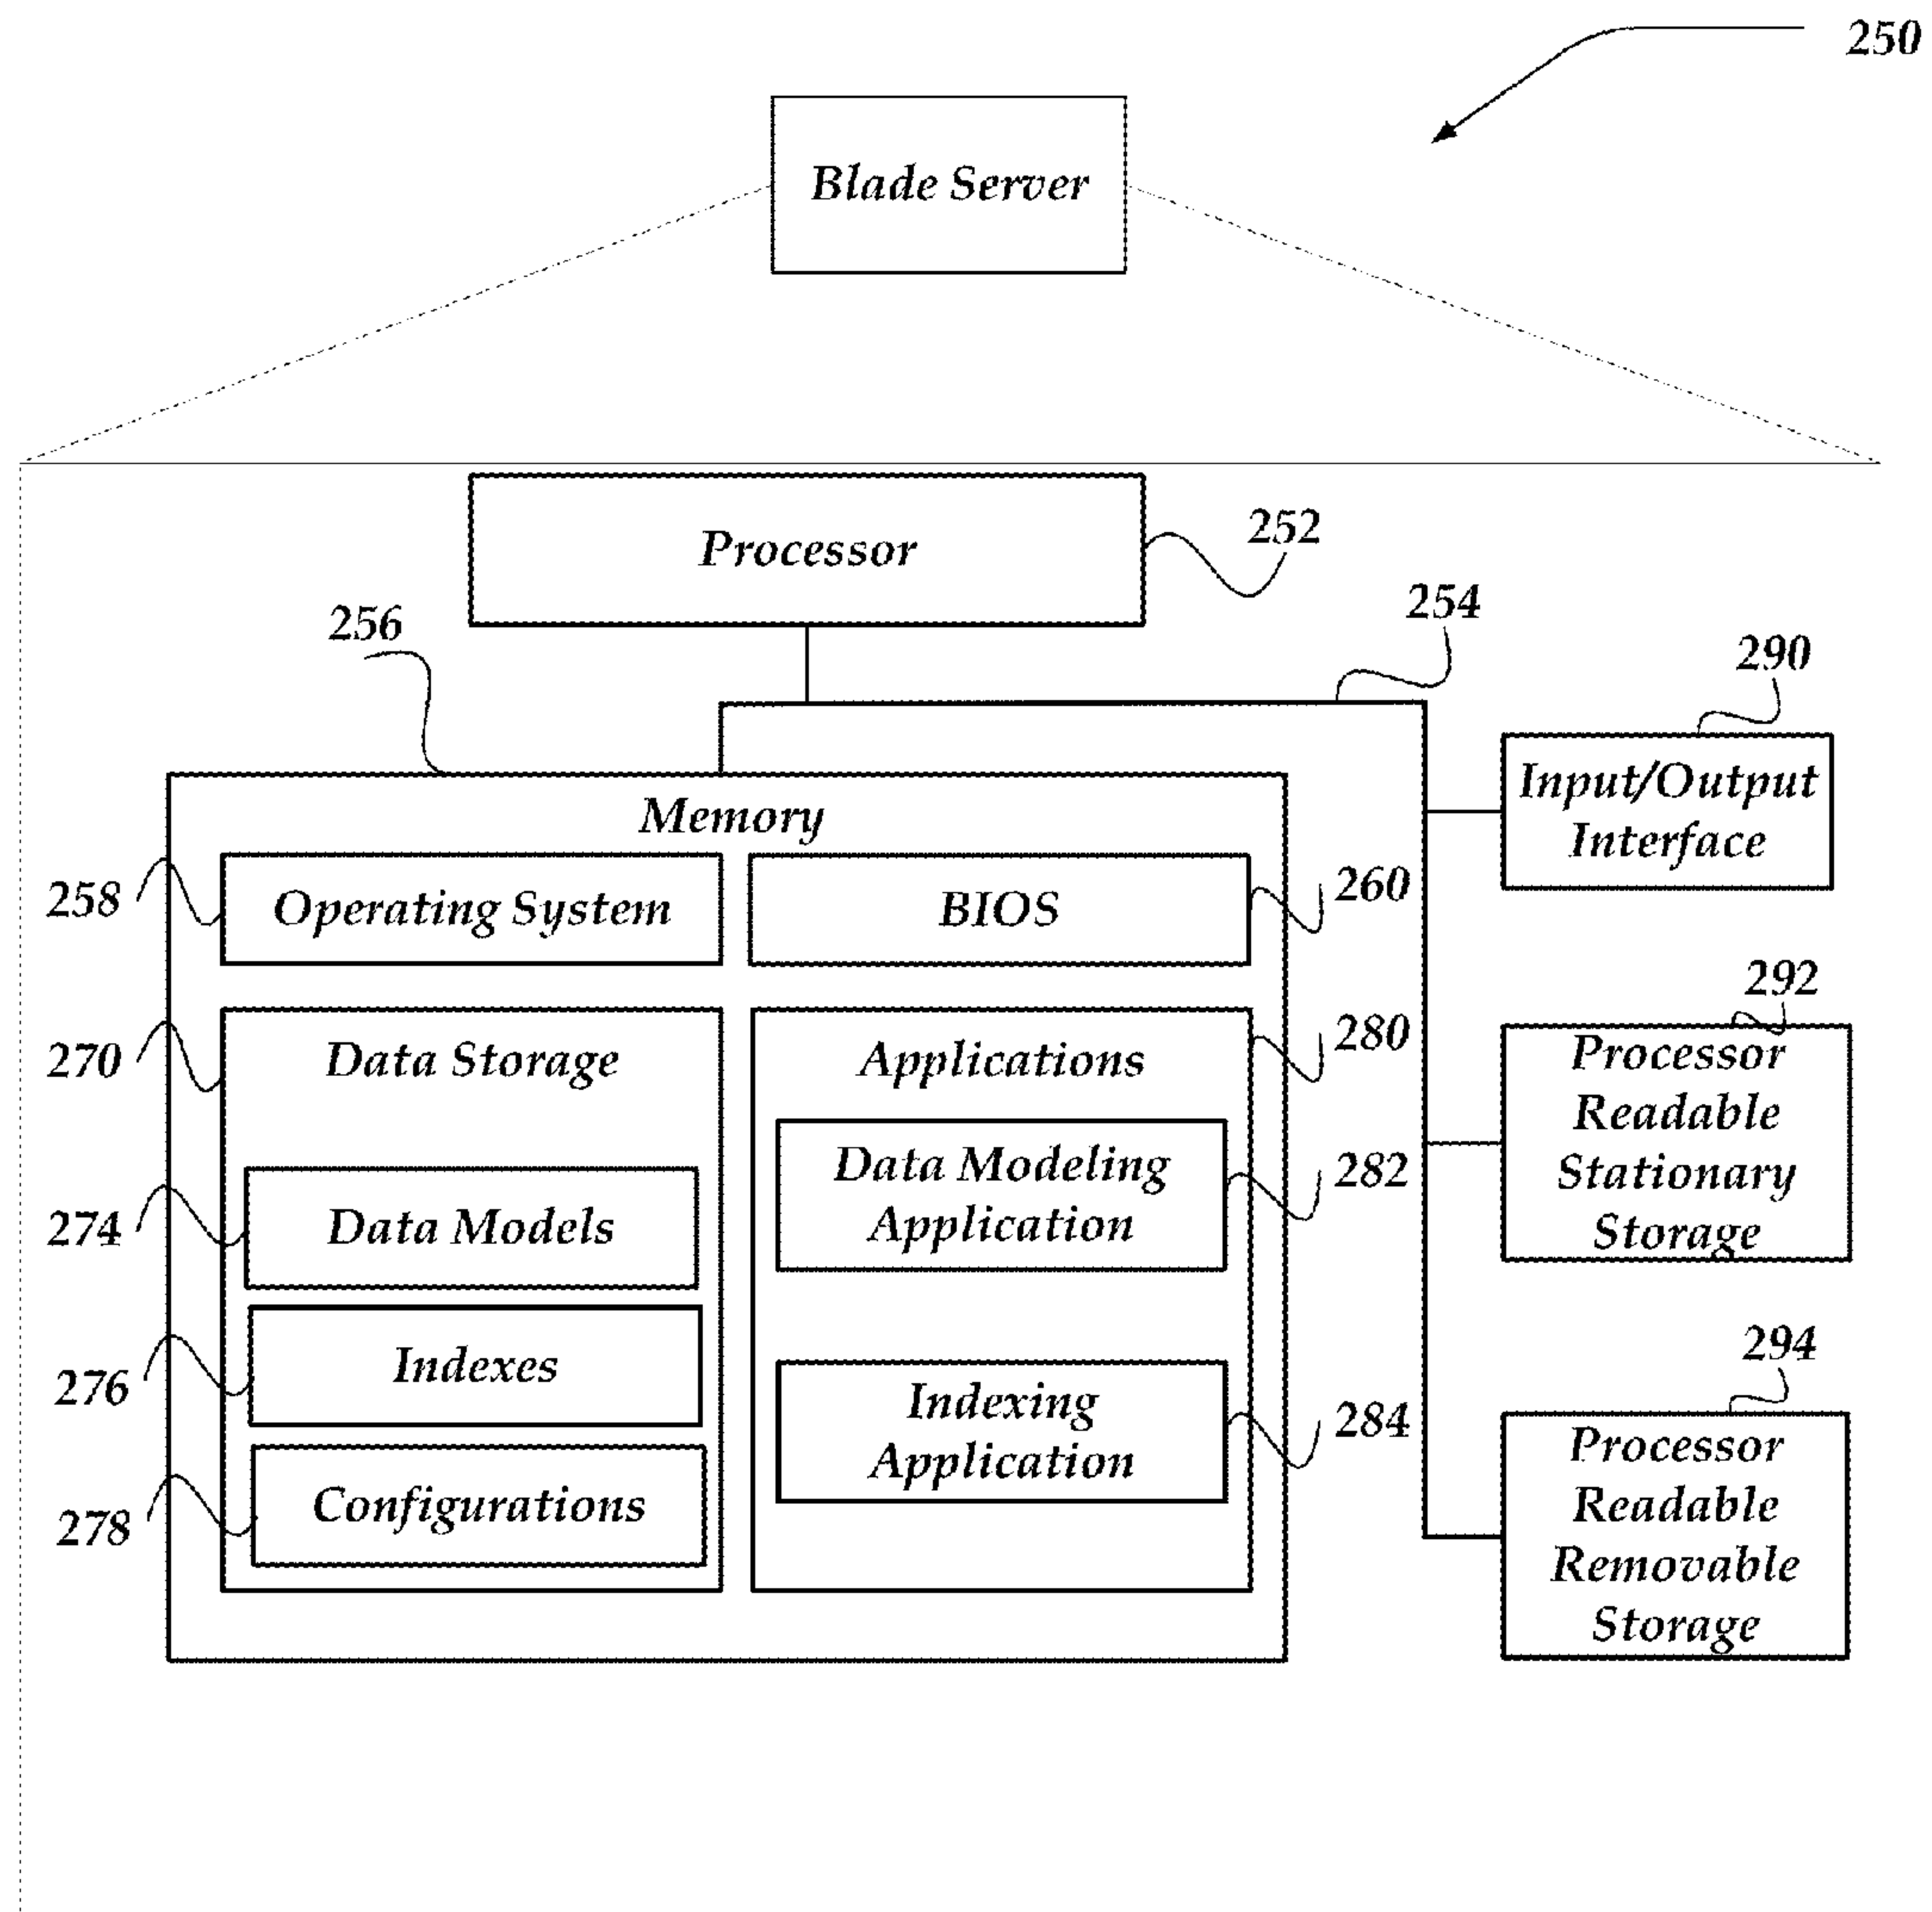 250
Blade Server
Processor
252
256
254
290
Input/Output
Interface
Memory
258
Operating System
BIOS
260
292
Processor
Readable
Stationary
Storage
270
Data Storage
Applications
280
Data Modeling
Application
282
274
Data Models
276
Indexes
Indexing
Application
284
278
Configurations
294
Processor
Readable
Removable
Storage